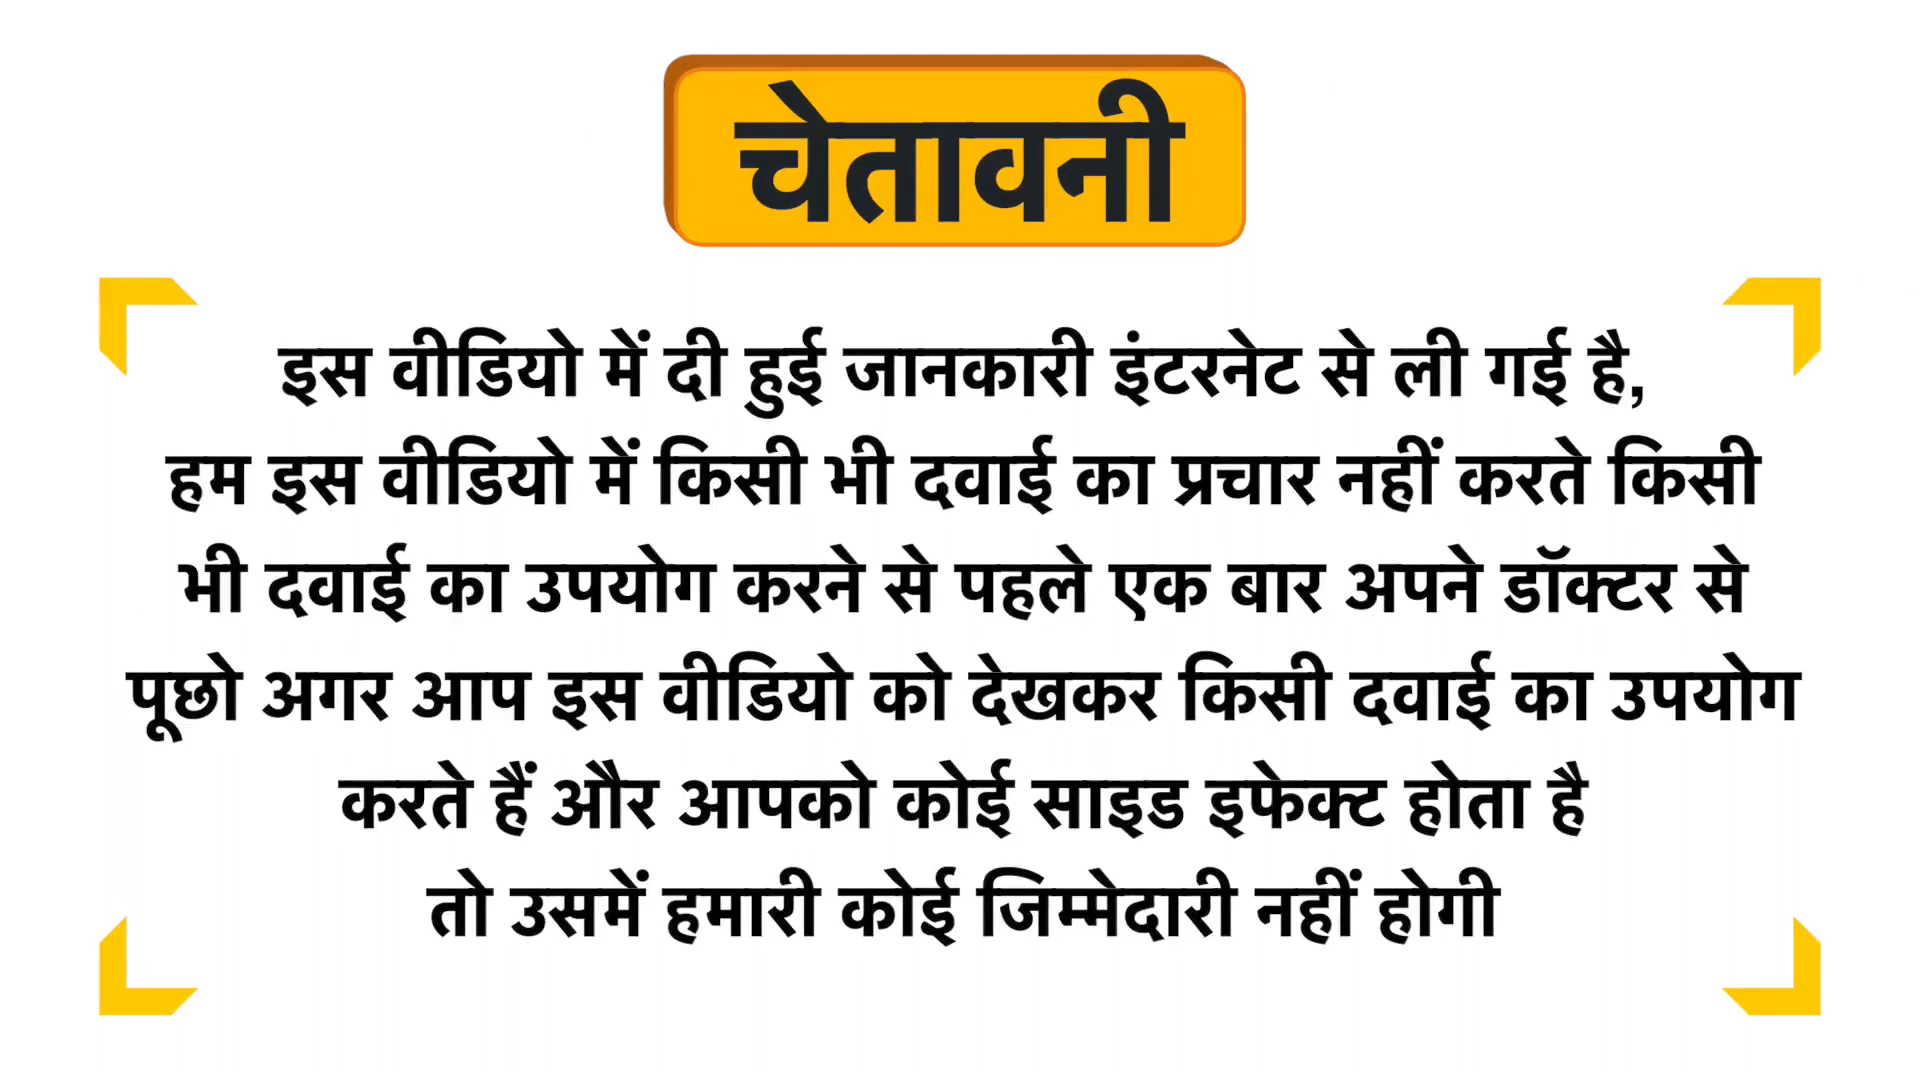 चेतावनी
इस वीडियो में दी हुई जानकारी इंटरनेट से ली गई है,
हम इस वीडियो में किसी भी दवाई का प्रचार नहीं करते किसी
भी दवाई का उपयोग करने से पहले एक बार अपने डॉक्टर से
पूछो अगर आप इस वीडियो को देखकर किसी दवाई का उपयोग
करते हैं और आपको कोई साइड इफेक्ट होता है
तो उसमें हमारी कोई जिम्मेदारी नहीं होगी